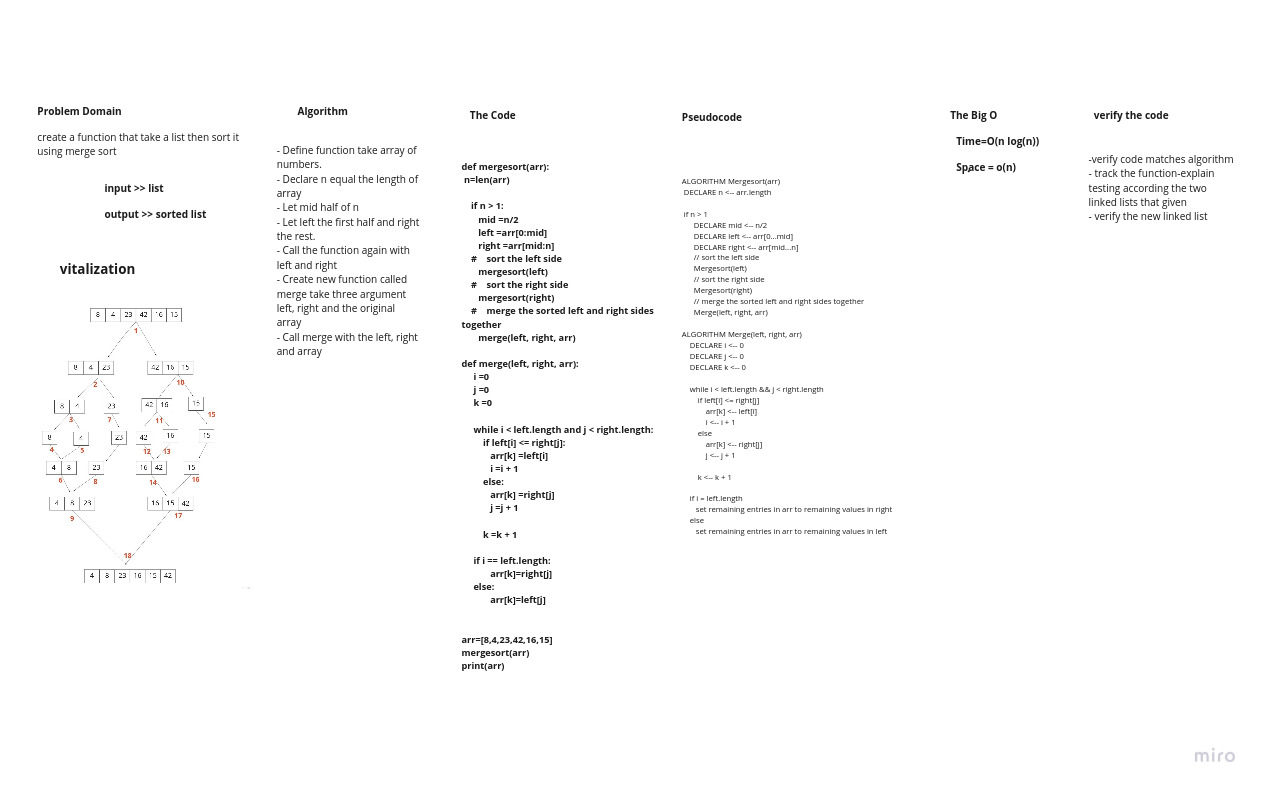 Problem Domain
create a function that take a list then sort it
using merge sort
input >> list
output >> sorted list
vitalization
8 4 23 42 16 15
1
8 4 23 42 16 15
2 10
8 4 23 42 16 16
3 7 11 15
8 4 23 42 16 15
4 5 12 13
4 8 23 16 42 15
6 8 14 16
4 8 23 16 15 42
9 17
18
4 8 23 16 15 42
Algorithm
- Define function take array of
numbers.
- Declare n equal the length of
array
- Let mid half of n
- Let left the first half and right
the rest.
- Call the function again with
left and right
- Create new function called
merge take three argument
left, right and the original
array
- Call merge with the left, right
and array
The Code
def mergesort(arr):
n=len(arr)
if n > 1:
mid =n/2
left =arr[0:mid]
right =arr[mid:n]
# sort the left side
mergesort(left)
# sort the right side
mergesort(right)
# merge the sorted left and right sides
together
merge(left, right, arr)
def merge(left, right, arr):
i =0
j =0
k =0
while i < left.length and j < right.length:
if left[i] <= right[j]:
arr[k] =left[i]
i =i + 1
else:
arr[k] =right[j]
j =j + 1
k =k + 1
if i == left.length:
arr[k]=right[j]
else:
arr[k]=left[j]
arr=[8,4,23,42,16,15]
mergesort(arr)
print(arr)
Pseudocode
ALGORITHM Mergesort(arr)
DECLARE n <-- arr.length
if n > 1
DECLARE mid <-- n/2
DECLARE left <-- arr[0...mid]
DECLARE right <-- arr[mid...n]
// sort the left side
Mergesort(left)
// sort the right side
Mergesort(right)
// merge the sorted left and right sides together
Merge(left, right, arr)
ALGORITHM Merge(left, right, arr)
DECLARE i <-- 0
DECLARE j <-- 0
DECLARE k <-- 0
while i < left.length && j < right.length
if left[i] <= right[j]
arr[k] <-- left[i]
i <-- i + 1
else
arr[k] <-- right[j]
j <-- j + 1
k <-- k + 1
if i = left.length
set remaining entries in arr to remaining values in right
else
set remaining entries in arr to remaining values in left
The Big O
Time=O(n log(n))
Space = o(n)
verify the code
-verify code matches algorithm
- track the function-explain
testing according the two
linked lists that given
- verify the new linked list
miro